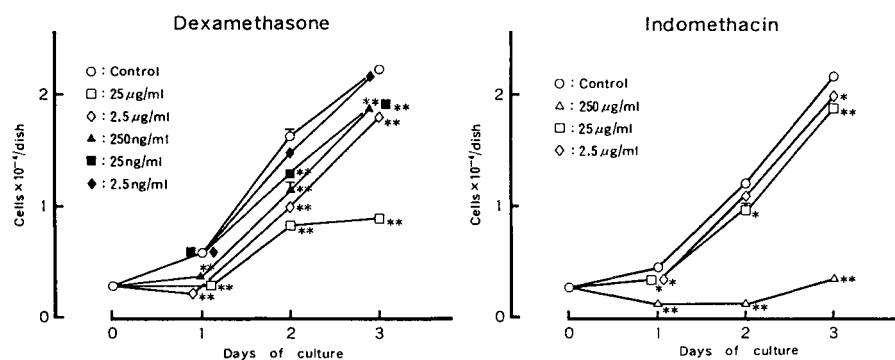 Dexamethasone
Cells×10⁻⁴/dish
2
1
0
○ : Control
□ : 25 μg/ml
◇ : 2.5 μg/ml
▲ : 250 ng/ml
■ : 25 ng/ml
◆ : 2.5 ng/ml
** **
**
**
**
**
**
**
**
**
**
0 1 2 3
Days of culture
Indomethacin
Cells×10⁻⁴/dish
2
1
0
○ : Control
△ : 250 μg/ml
□ : 25 μg/ml
◇ : 2.5 μg/ml
*
**
*
* *
**
** **
0 1 2 3
Days of culture